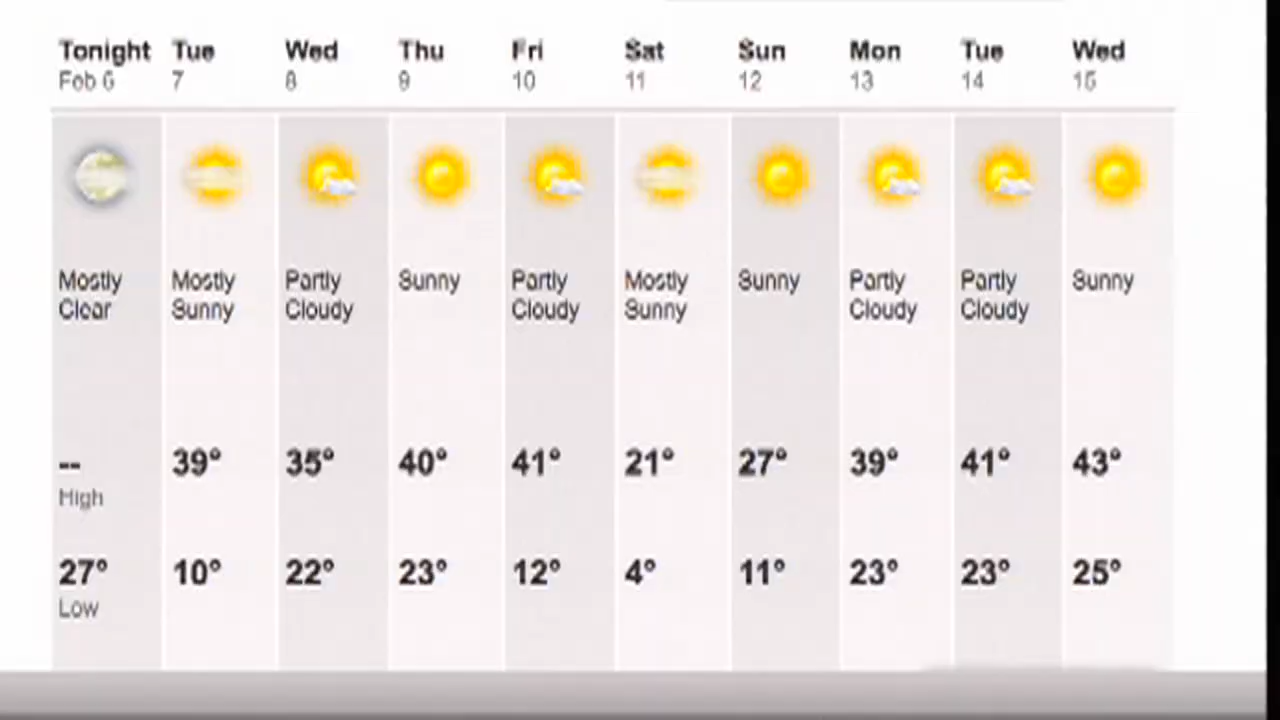 Tonight Tue Wed Thu Fri Sat Sun Mon Tue Wed
Feb 6 7 8 9 10 11 12 13 14 15
Mostly Mostly Partly Sunny Partly Mostly Sunny Partly Partly Sunny
Clear Sunny Cloudy Cloudy Sunny Cloudy Cloudy
-- 39° 35° 40° 41° 21° 27° 39° 41° 43°
High
27° 10° 22° 23° 12° 4° 11° 23° 23° 25°
Low